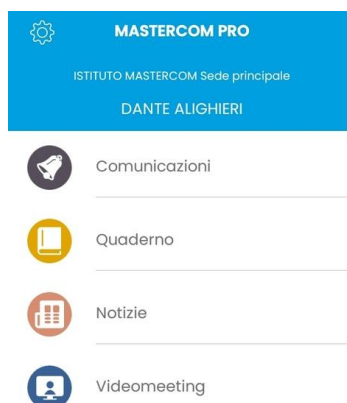 MASTERCOM PRO
ISTITUTO MASTERCOM Sede principale
DANTE ALIGHIERI
Comunicazioni
Quaderno
Notizie
Videomeeting